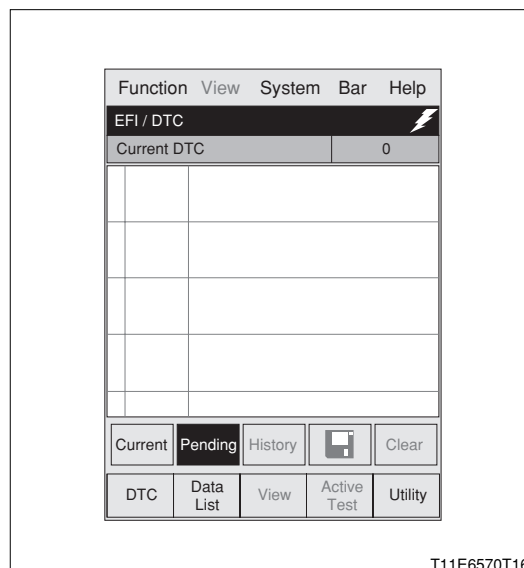 Function View System Bar Help
EFI / DTC
Current DTC 0
Current Pending History Clear
DTC Data List View Active Test Utility
T11E6570T16